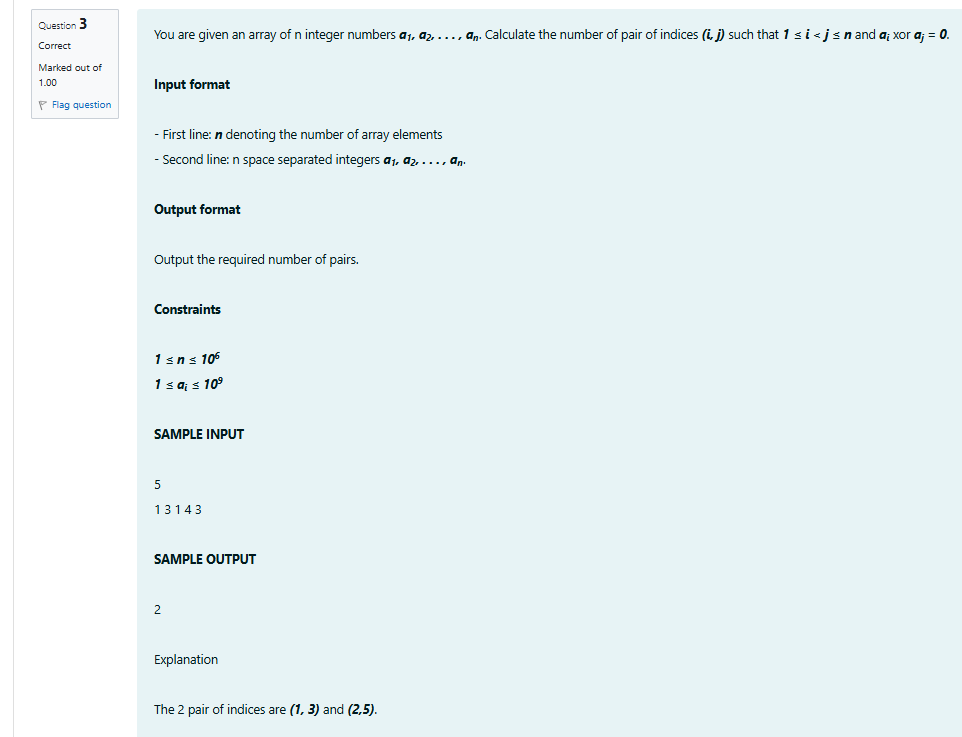 Question 3
Correct
Marked out of
1.00
Flag question
You are given an array of n integer numbers a₁, a₂, . . . , aₙ. Calculate the number of pair of indices (i, j) such that 1 ≤ i < j ≤ n and aᵢ xor aⱼ = 0.
Input format
- First line: n denoting the number of array elements
- Second line: n space separated integers a₁, a₂, . . . , aₙ.
Output format
Output the required number of pairs.
Constraints
1 ≤ n ≤ 10⁶
1 ≤ aᵢ ≤ 10⁹
SAMPLE INPUT
5
1 3 1 4 3
SAMPLE OUTPUT
2
Explanation
The 2 pair of indices are (1, 3) and (2,5).